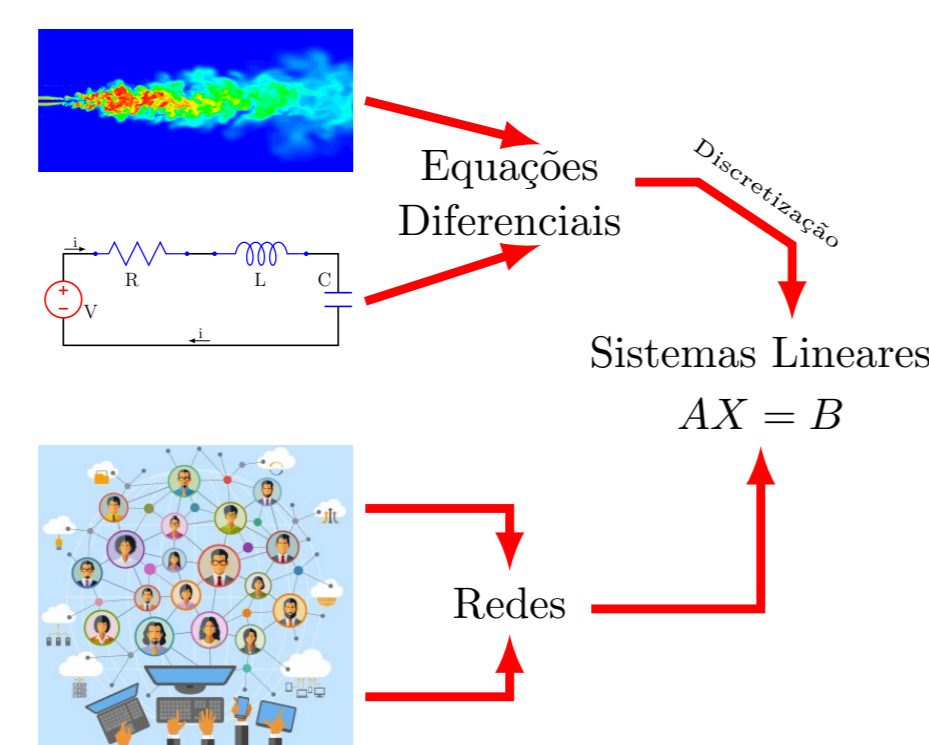 Equações
Diferenciais
Discretização
i
R
L
C
+
−
V
i
Sistemas Lineares
AX = B
Redes